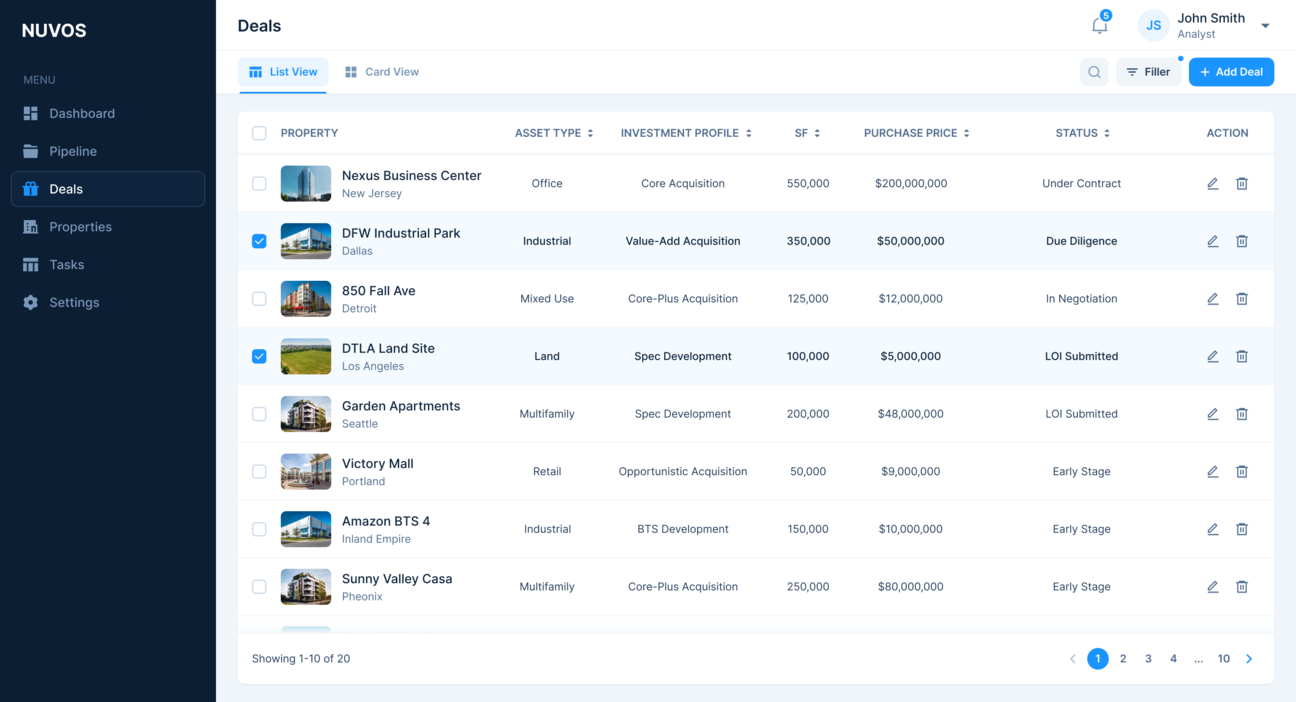 NUVOS
MENU
Dashboard
Pipeline
Deals
Properties
Tasks
Settings
Deals
5
JS
John Smith
Analyst
List View
Card View
Filler
+ Add Deal
PROPERTY ASSET TYPE INVESTMENT PROFILE SF PURCHASE PRICE STATUS ACTION
Nexus Business Center
New Jersey
Office Core Acquisition 550,000 $200,000,000 Under Contract
DFW Industrial Park
Dallas
Industrial Value-Add Acquisition 350,000 $50,000,000 Due Diligence
850 Fall Ave
Detroit
Mixed Use Core-Plus Acquisition 125,000 $12,000,000 In Negotiation
DTLA Land Site
Los Angeles
Land Spec Development 100,000 $5,000,000 LOI Submitted
Garden Apartments
Seattle
Multifamily Spec Development 200,000 $48,000,000 LOI Submitted
Victory Mall
Portland
Retail Opportunistic Acquisition 50,000 $9,000,000 Early Stage
Amazon BTS 4
Inland Empire
Industrial BTS Development 150,000 $10,000,000 Early Stage
Sunny Valley Casa
Pheonix
Multifamily Core-Plus Acquisition 250,000 $80,000,000 Early Stage
Showing 1-10 of 20
1 2 3 4 ... 10